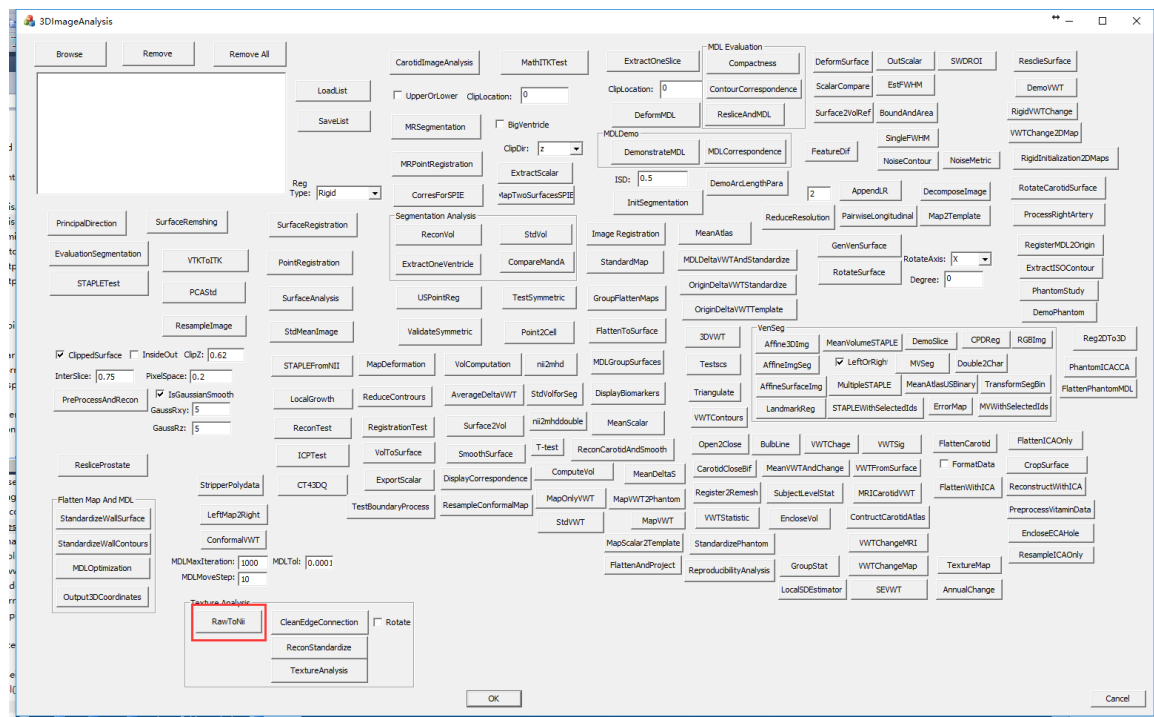 3DImageAnalysis
Browse
Remove
Remove All
LoadList
SaveList
Reg
Type: Rigid
CarotidImageAnalysis
MathITKTest
UpperOrLower ClipLocation: 0
MRSegmentation
BigVentricle
ClipDir: z
MRPointRegistration
ExtractScalar
CorresForSPIE
MapTwoSurfacesSPIE
ExtractOneSlice
ClipLocation: 0
DeformMDL
MDL Evaluation
Compactness
ContourCorrespondence
ResliceAndMDL
MDLDemo
DemonstrateMDL
MDLCorrespondence
ISD: 0.5
DemoArcLengthPara
InitSegmentation
DeformSurface
OutScalar
SWDROI
ScalarCompare
EstFWHM
Surface2VolRef
BoundAndArea
SingleFWHM
FeatureDif
NoiseContour
NoiseMetric
2
AppendLR
DecomposeImage
ReduceResolution
PairwiseLongitudinal
Map2Template
ResclieSurface
DemoVWT
RigidVWTChange
VWTChange2DMap
RigidInitialization2DMaps
RotateCarotidSurface
ProcessRightArtery
RegisterMDL2Origin
ExtractISOContour
PhantomStudy
DemoPhantom
GenVenSurface
RotateSurface
RotateAxis: X
Degree: 0
PrincipalDirection
SurfaceRemshing
SurfaceRegistration
EvaluationSegmentation
VTKToITK
PointRegistration
STAPLETest
PCAStd
SurfaceAnalysis
ResampleImage
StdMeanImage
Segmentation Analysis
ReconVol
StdVol
ExtractOneVentricle
CompareMandA
USPointReg
TestSymmetric
ValidateSymmetric
Point2Cell
Image Registration
MeanAtlas
StandardMap
MDLDeltaVWTAndStandardize
OriginDeltaVWTStandardize
GroupFlattenMaps
OriginDeltaVWTTemplate
FlattenToSurface
3DVWT
VenSeg
Affine3DImg
MeanVolumeSTAPLE
DemoSlice
CPDReg
RGBImg
AffineImgSeg
LeftOrRigh
MVSeg
Double2Char
AffineSurfaceImg
MultipleSTAPLE
MeanAtlasUSBinary
TransformSegBin
LandmarkReg
STAPLEWithSelectedIds
ErrorMap
MVWithSelectedIds
Reg2DTo3D
PhantomICACCA
FlattenPhantomMDL
ClippedSurface InsideOut ClipZ: 0.62
InterSlice: 0.75 PixelSpace: 0.2
PreProcessAndRecon
IsGaussianSmooth
GaussRxy: 5
GaussRz: 5
STAPLEFromNII
MapDeformation
VolComputation
nii2mhd
MDLGroupSurfaces
Testscs
LocalGrowth
ReduceContrours
AverageDeltaVWT
StdVolforSeg
DisplayBiomarkers
Triangulate
ReconTest
RegistrationTest
Surface2Vol
nii2mhddouble
MeanScalar
VWTContours
ICPTest
VolToSurface
SmoothSurface
T-test
ReconCarotidAndSmooth
Open2Close
BulbLine
VWTChage
VWTSig
FlattenCarotid
FlattenICAOnly
ResliceProstate
StripperPolydata
CT43DQ
ExportScalar
DisplayCorrespondence
ComputeVol
MeanDeltaS
CarotidCloseBif
MeanVWTAndChange
VWTFromSurface
FormatData
CropSurface
Flatten Map And MDL
StandardizeWallSurface
StandardizeWallContours
MDLOptimization
Output3DCoordinates
LeftMap2Right
TestBoundaryProcess
ResampleConformalMap
MapOnlyVWT
MapVWT2Phantom
Register2Remesh
SubjectLevelStat
MRICarotidVWT
FlattenWithICA
ReconstructWithICA
StdVWT
MapVWT
VWTStatistic
EncloseVol
ContructCarotidAtlas
PreprocessVitaminData
ConformalVWT
MapScalar2Template
StandardizePhantom
VWTChangeMRI
EncloseECAHole
MDLMaxIteration: 1000 MDLTol: 0.0001
MDLMoveStep: 10
FlattenAndProject
ReproducibilityAnalysis
GroupStat
VWTChangeMap
TextureMap
ResampleICAOnly
LocalSDEstimator
SEVWT
AnnualChange
Texture Analysis
RawToNii
CleanEdgeConnection
Rotate
ReconStandardize
TextureAnalysis
OK
Cancel